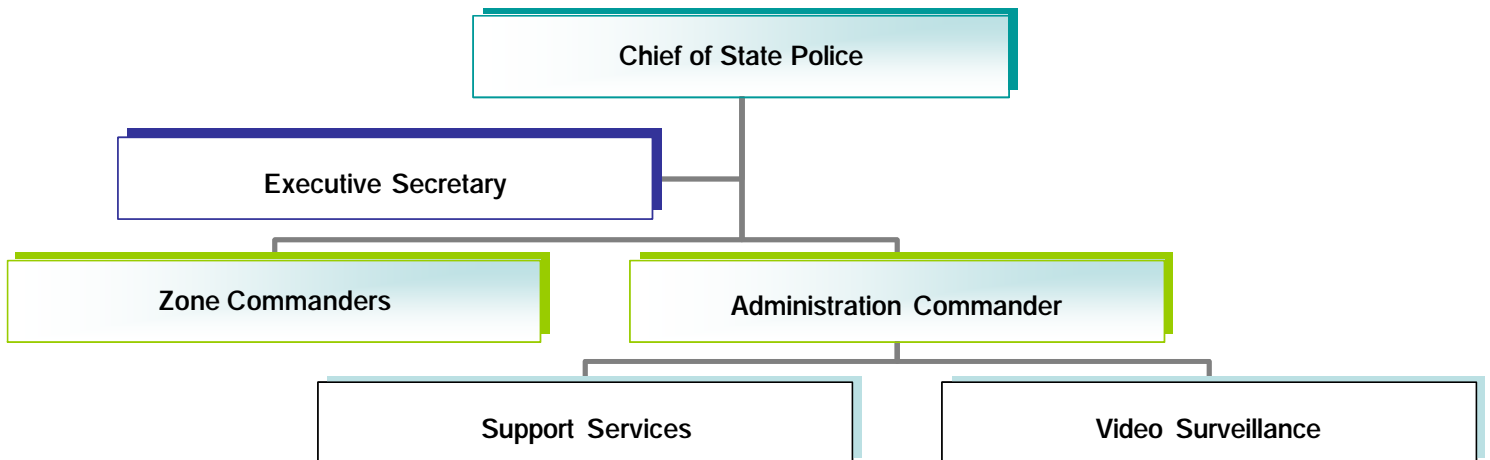 Chief of State Police
Executive Secretary
Zone Commanders
Administration Commander
Support Services
Video Surveillance